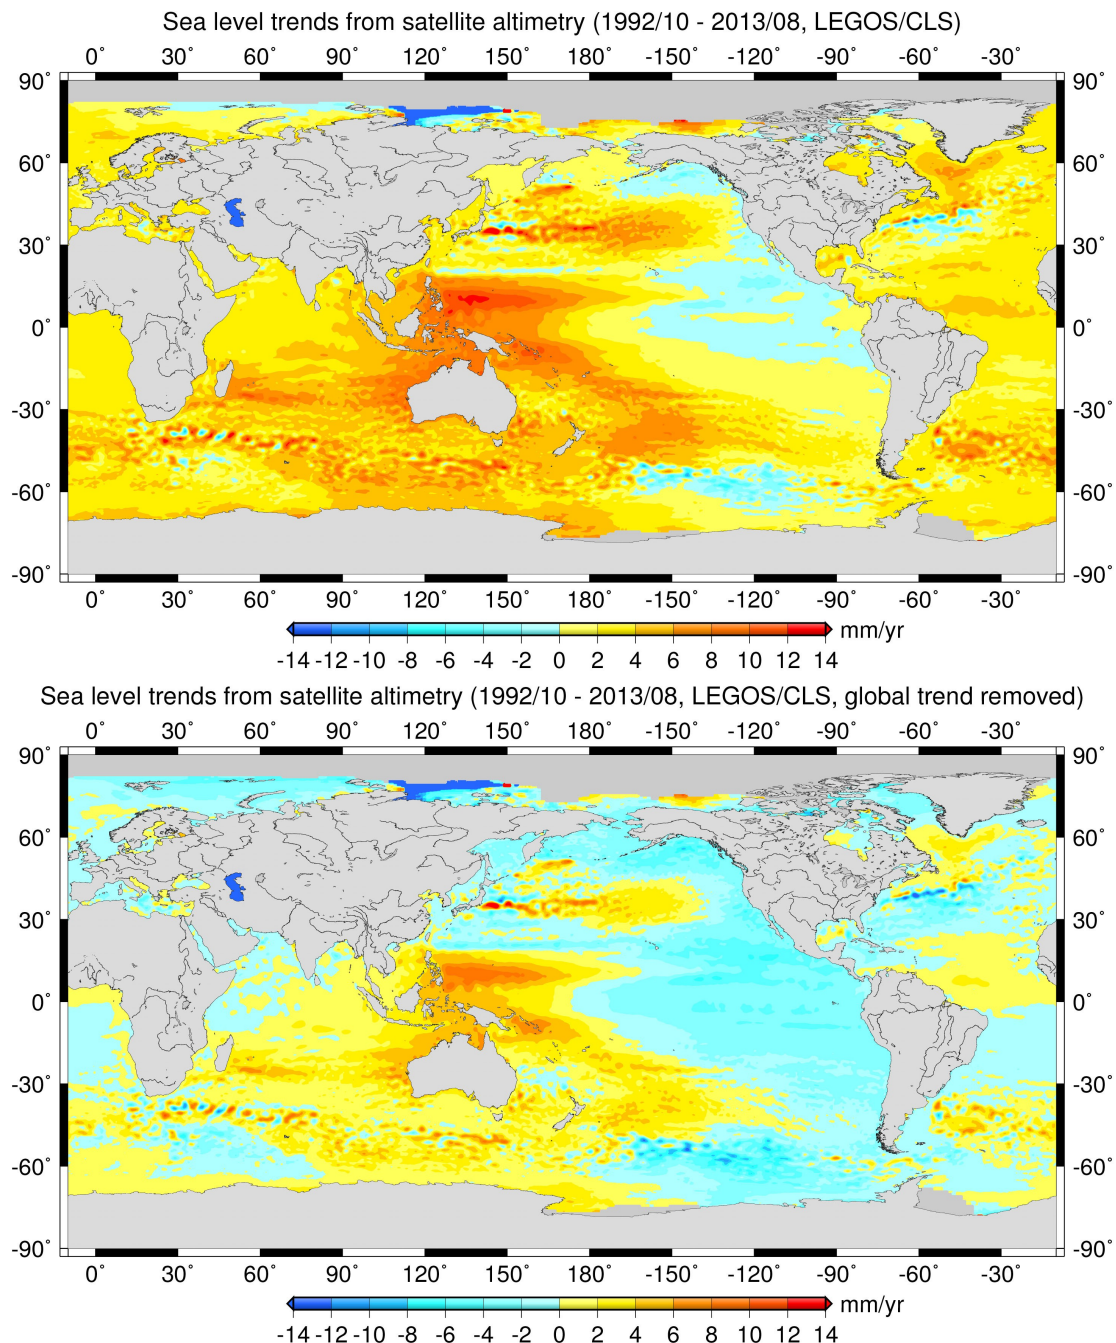 Sea level trends from satellite altimetry (1992/10 - 2013/08, LEGOS/CLS)
0˚ 30˚ 60˚ 90˚ 120˚ 150˚ 180˚ -150˚ -120˚ -90˚ -60˚ -30˚
90˚ 90˚
60˚ 60˚
30˚ 30˚
0˚ 0˚
-30˚ -30˚
-60˚ -60˚
-90˚ -90˚
0˚ 30˚ 60˚ 90˚ 120˚ 150˚ 180˚ -150˚ -120˚ -90˚ -60˚ -30˚
mm/yr
-14 -12 -10 -8 -6 -4 -2 0 2 4 6 8 10 12 14
Sea level trends from satellite altimetry (1992/10 - 2013/08, LEGOS/CLS, global trend removed)
0˚ 30˚ 60˚ 90˚ 120˚ 150˚ 180˚ -150˚ -120˚ -90˚ -60˚ -30˚
90˚ 90˚
60˚ 60˚
30˚ 30˚
0˚ 0˚
-30˚ -30˚
-60˚ -60˚
-90˚ -90˚
0˚ 30˚ 60˚ 90˚ 120˚ 150˚ 180˚ -150˚ -120˚ -90˚ -60˚ -30˚
mm/yr
-14 -12 -10 -8 -6 -4 -2 0 2 4 6 8 10 12 14